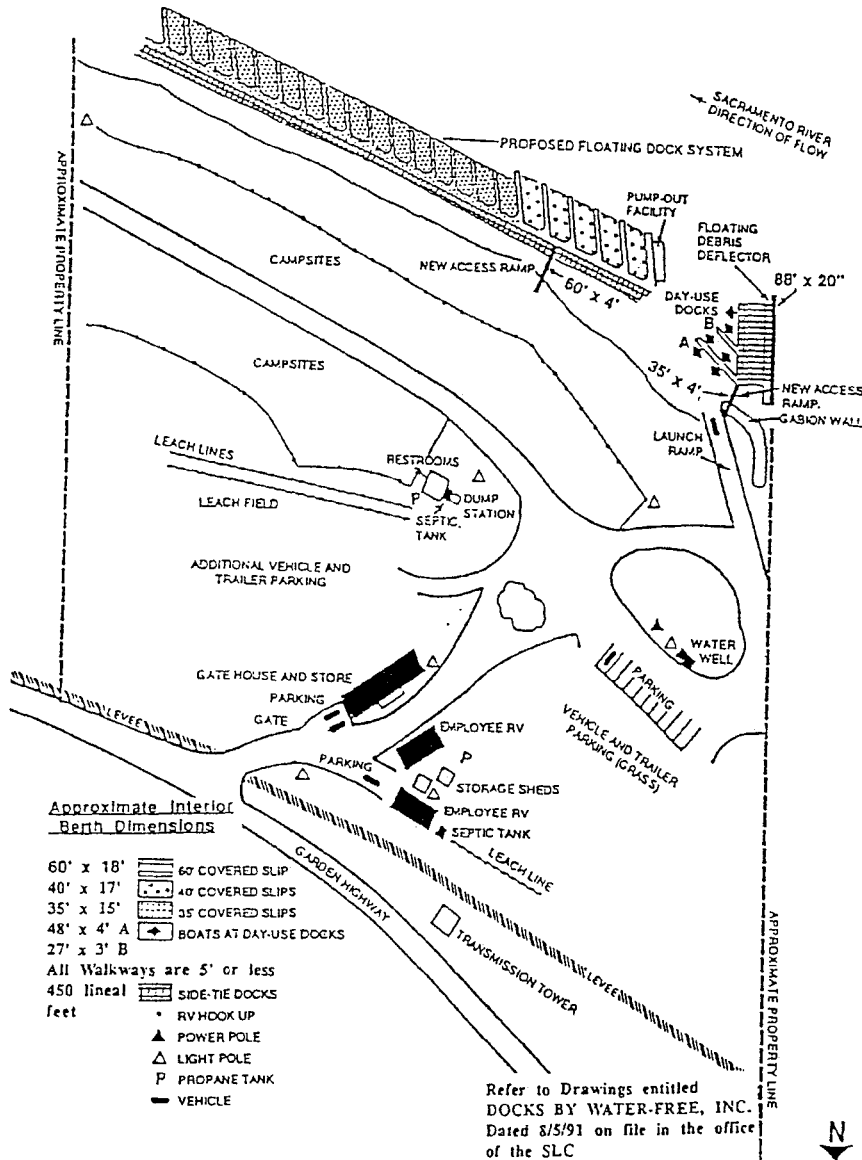 SACRAMENTO RIVER
DIRECTION OF FLOW
PROPOSED FLOATING DOCK SYSTEM
PUMP-OUT
FACILITY
FLOATING
DEBRIS
DEFLECTOR
88' x 20"
APPROXIMATE PROPERTY LINE
CAMPSITES
NEW ACCESS RAMP
60' x 4'
DAY-USE
DOCKS
B
A
35' x 4'
NEW ACCESS
RAMP.
GABION WALL
LAUNCH
RAMP
CAMPSITES
LEACH LINES
LEACH FIELD
RESTROOMS
P
DUMP
STATION
SEPTIC
TANK
ADDITIONAL VEHICLE AND
TRAILER PARKING
WATER
WELL
GATE HOUSE AND STORE
PARKING
GATE
LEVEE
PARKING
VEHICLE AND TRAILER
PARKING (GRASS)
EMPLOYEE RV
P
PARKING
STORAGE SHEDS
EMPLOYEE RV
SEPTIC TANK
LEACH LINE
GARDEN HIGHWAY
TRANSMISSION TOWER
LEVEE
APPROXIMATE PROPERTY LINE
Approximate Interior
Berth Dimensions
60' x 18' 60' COVERED SLIP
40' x 17' 40' COVERED SLIPS
35' x 15' 35' COVERED SLIPS
48' x 4' A BOATS AT DAY-USE DOCKS
27' x 3' B
All Walkways are 5' or less
450 lineal SIDE-TIE DOCKS
feet
RV HOOK UP
POWER POLE
LIGHT POLE
P PROPANE TANK
VEHICLE
Refer to Drawings entitled
DOCKS BY WATER-FREE, INC.
Dated 8/5/91 on file in the office
of the SLC
N